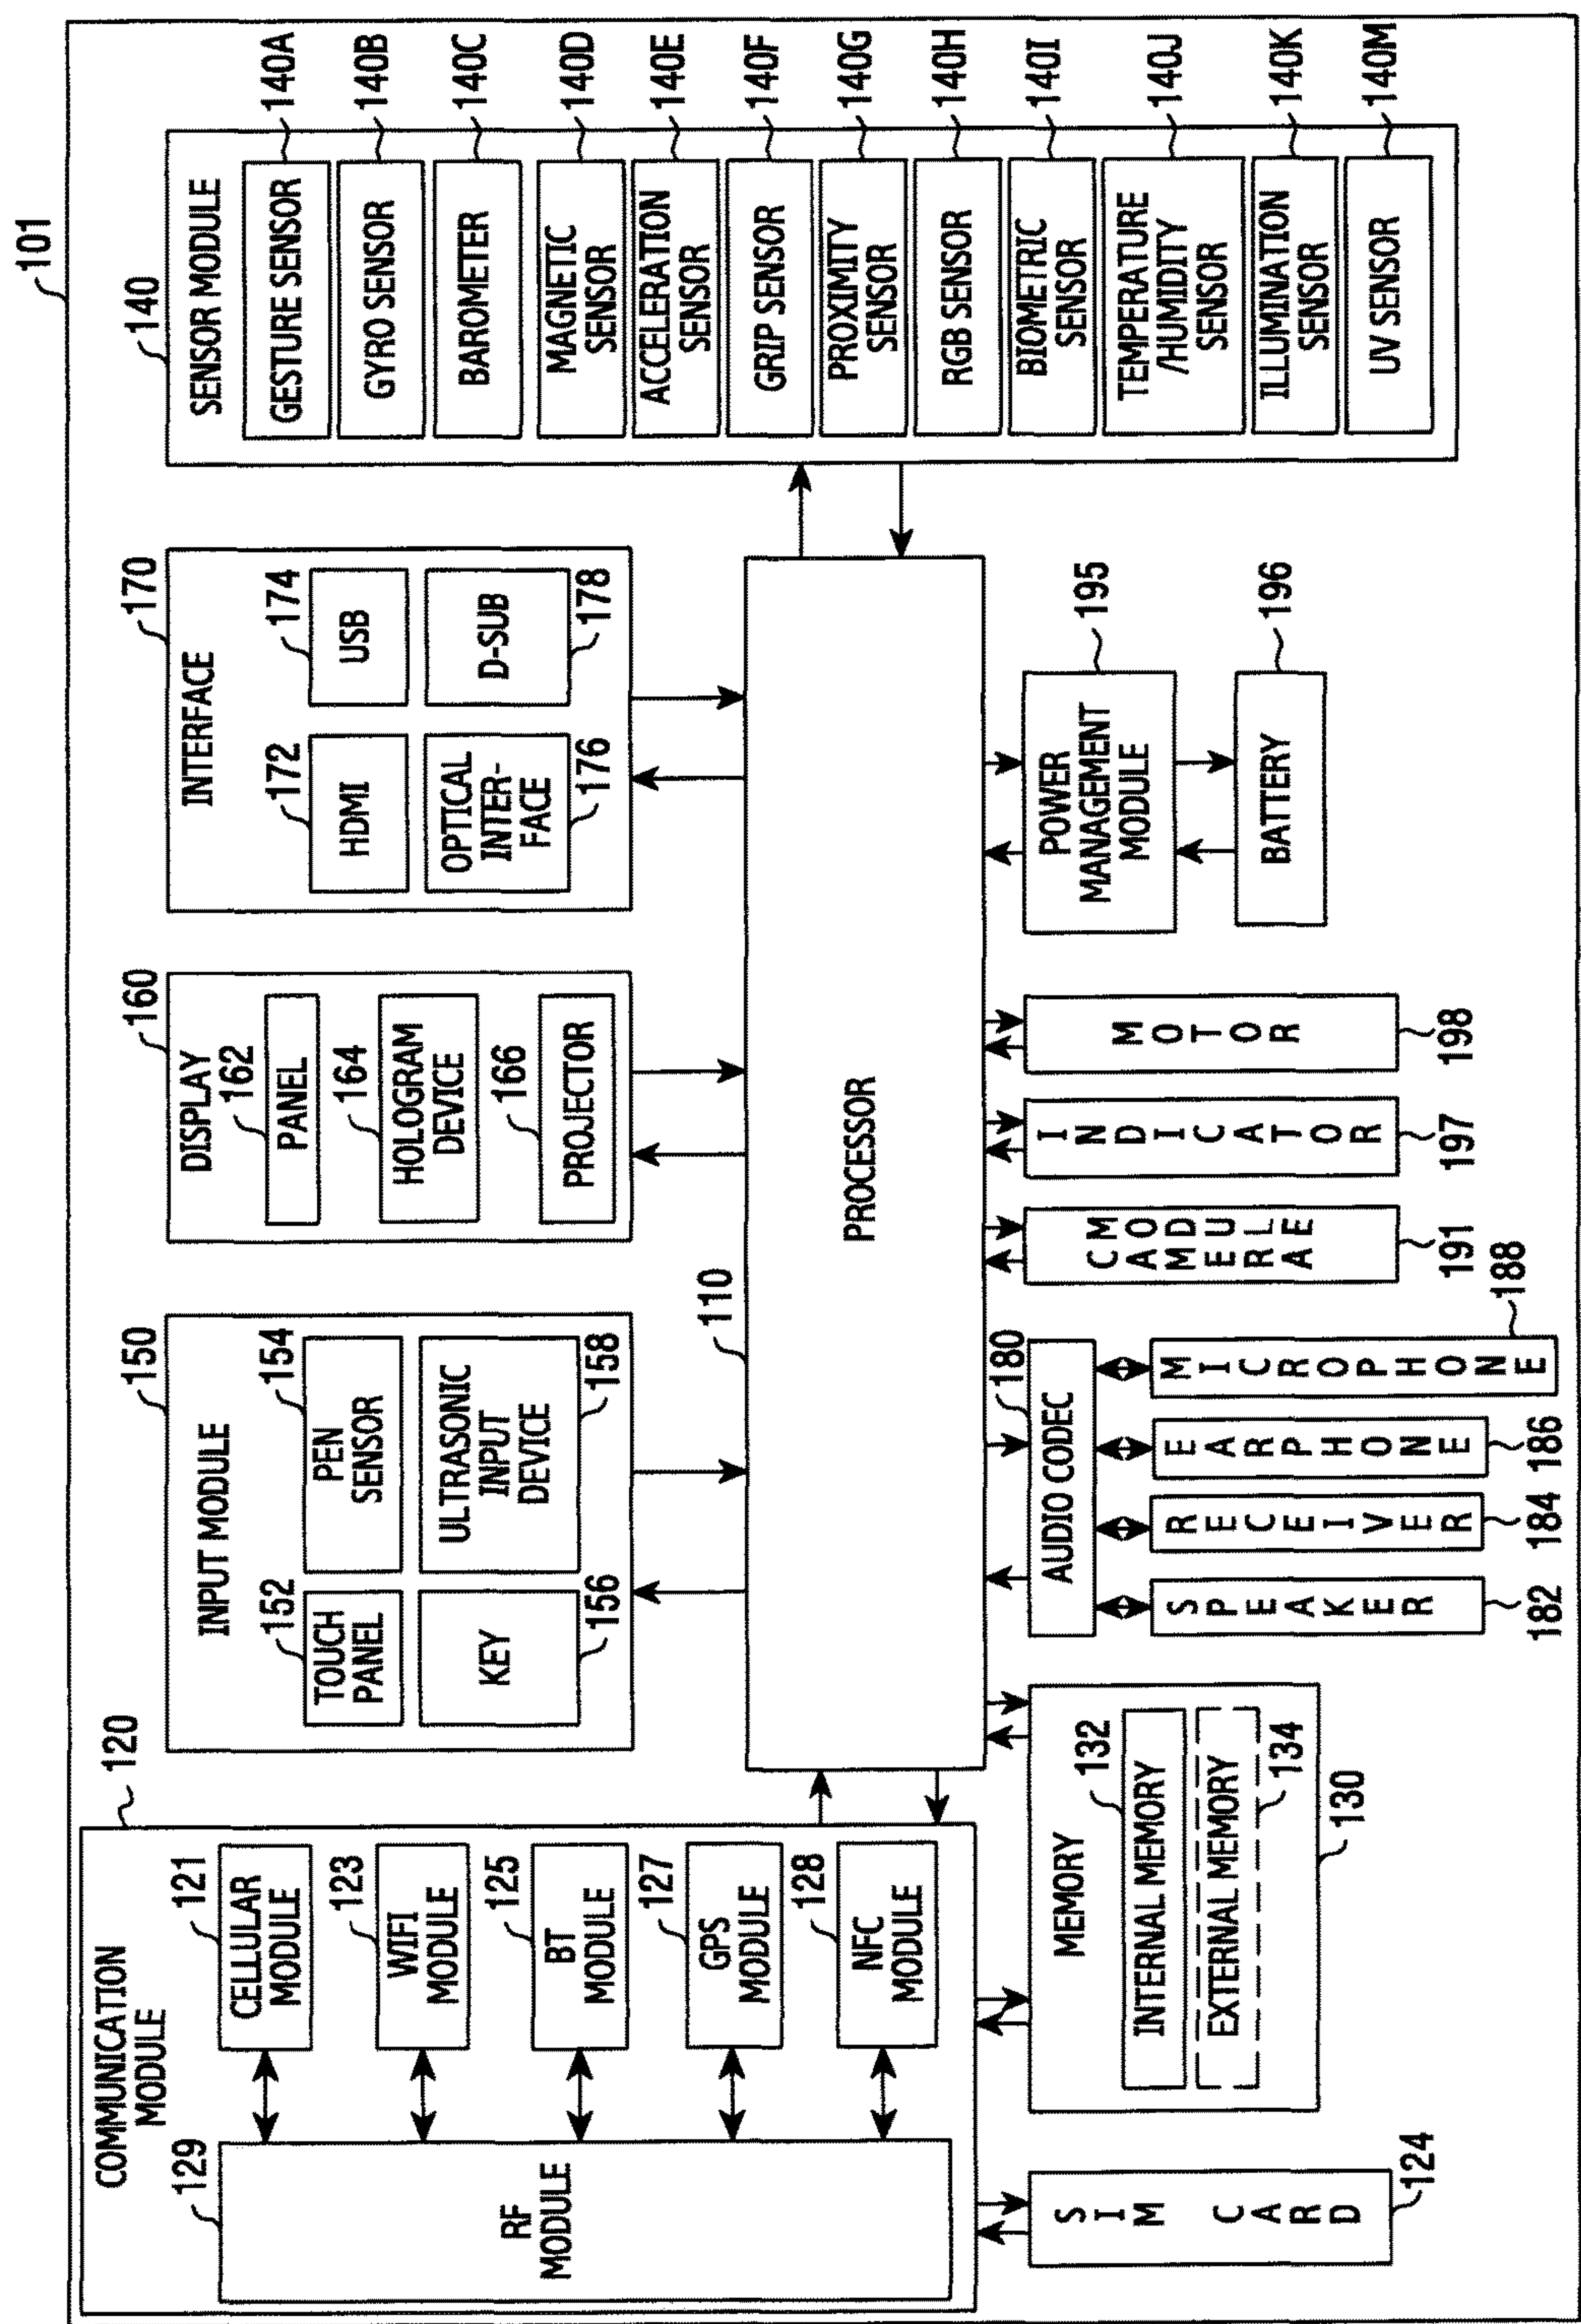 101
COMMUNICATION
MODULE
120
129
RF
MODULE
121
CELLULAR
MODULE
123
WIFI
MODULE
125
BT
MODULE
127
GPS
MODULE
128
NFC
MODULE
150
INPUT MODULE
152
TOUCH
PANEL
154
PEN
SENSOR
KEY
156
ULTRASONIC
INPUT
DEVICE
158
160
DISPLAY
162
PANEL
164
HOLOGRAM
DEVICE
166
PROJECTOR
170
INTERFACE
172
HDMI
174
USB
OPTICAL
INTER-
FACE
176
D-SUB
178
140
SENSOR MODULE
GESTURE SENSOR
140A
GYRO SENSOR
140B
BAROMETER
140C
MAGNETIC
SENSOR
140D
ACCELERATION
SENSOR
140E
GRIP SENSOR
140F
PROXIMITY
SENSOR
140G
RGB SENSOR
140H
BIOMETRIC
SENSOR
140I
TEMPERATURE
/HUMIDITY
SENSOR
140J
ILLUMINATION
SENSOR
140K
UV SENSOR
140M
110
PROCESSOR
SIM CARD
124
MEMORY
132
INTERNAL MEMORY
EXTERNAL MEMORY
134
130
180
AUDIO CODEC
SPEAKER
182
RECEIVER
184
EARPHONE
186
MICROPHONE
188
CAMERA
MODULE
191
INDICATOR
197
MOTOR
198
POWER
MANAGEMENT
MODULE
195
BATTERY
196